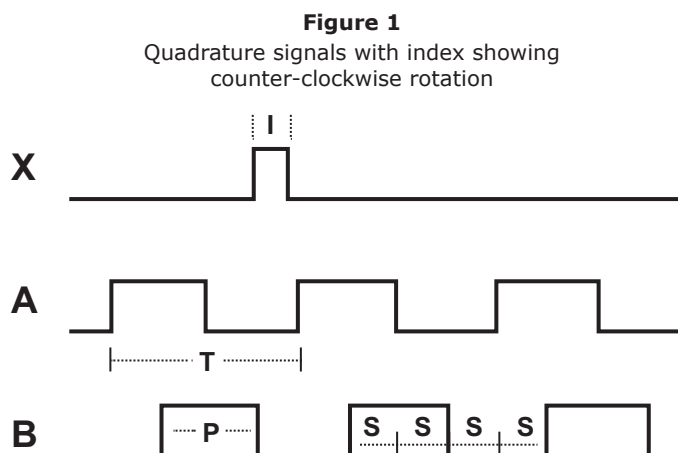 Figure 1
Quadrature signals with index showing
counter-clockwise rotation
I
X
A
T
B
P
S S S S